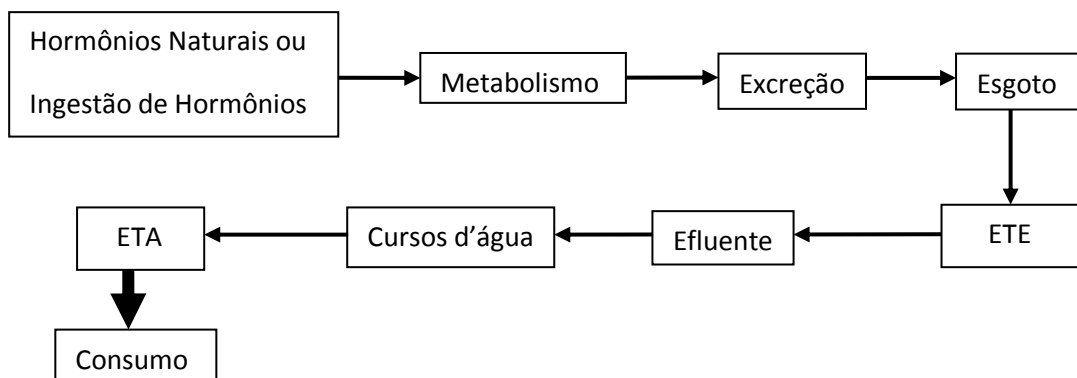 Hormônios Naturais ou
Ingestão de Hormônios
Metabolismo
Excreção
Esgoto
ETE
Efluente
Cursos d'água
ETA
Consumo